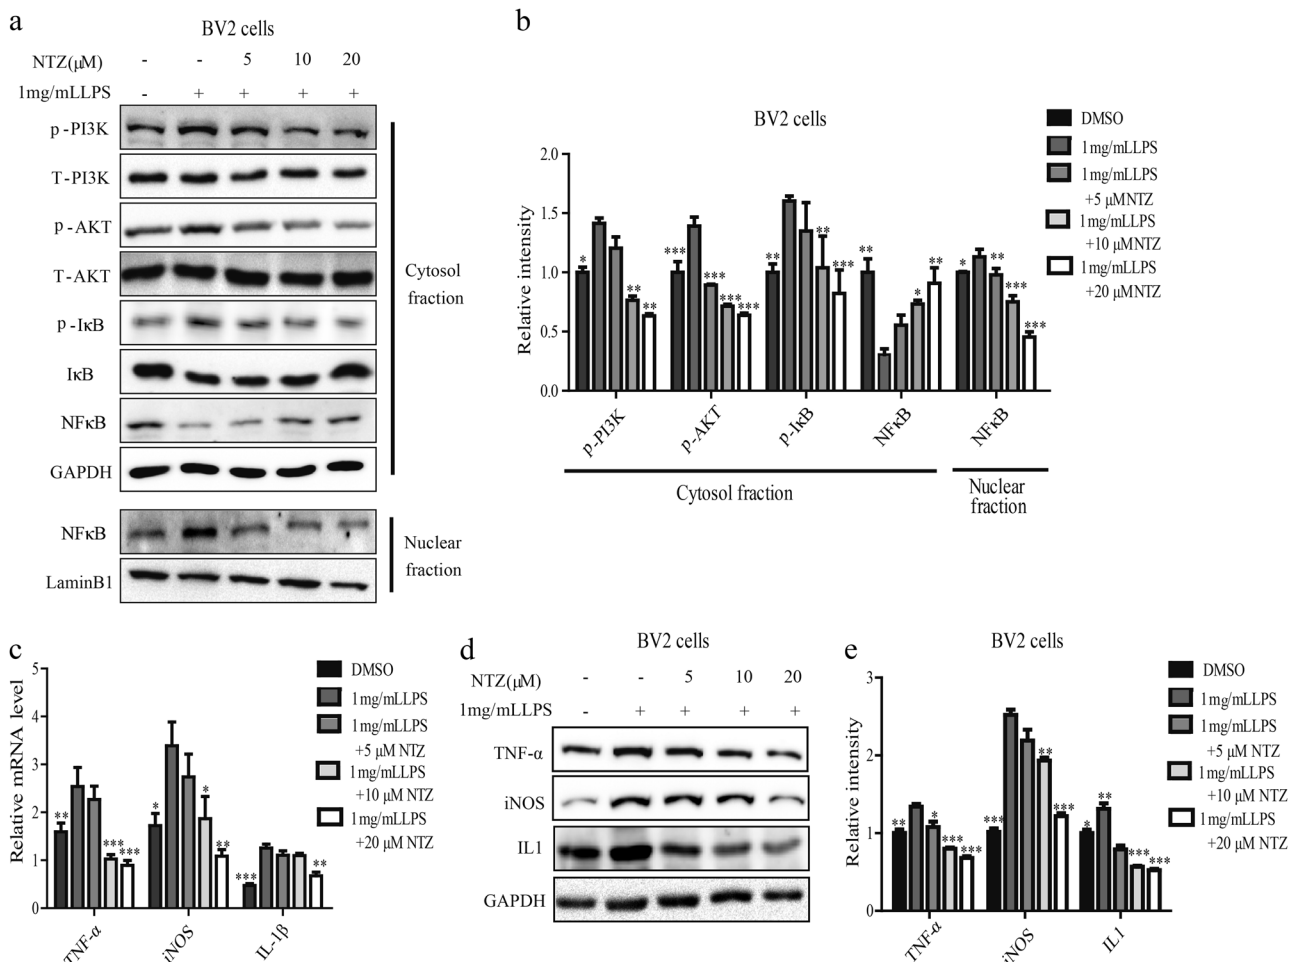 a
BV2 cells
NTZ(μM) - - 5 10 20
1mg/mLLPS - + + + +
p-PI3K
T-PI3K
p-AKT
T-AKT
p-IκB
IκB
NFκB
GAPDH
Cytosol
fraction
NFκB
LaminB1
Nuclear
fraction
b
BV2 cells
Relative intensity
2.0
1.5
1.0
0.5
0.0
* ** **
*** *** *** ***
** ** ***
** * **
* ** *** ***
p-PI3K
p-AKT
p-IκB
NFκB
NFκB
Cytosol fraction
Nuclear
fraction
DMSO
1mg/mLLPS
1mg/mLLPS
+5 μMNTZ
1mg/mLLPS
+10 μMNTZ
1mg/mLLPS
+20 μMNTZ
c
Relative mRNA level
5
4
3
2
1
0
** *** ***
* * **
*** **
TNF-α
iNOS
IL-1β
DMSO
1mg/mLLPS
1mg/mLLPS
+5 μM NTZ
1mg/mLLPS
+10 μM NTZ
1mg/mLLPS
+20 μM NTZ
d
BV2 cells
NTZ(μM) - - 5 10 20
1mg/mLLPS - + + + +
TNF-α
iNOS
IL1
GAPDH
e
BV2 cells
Relative intensity
3
2
1
0
** * *** ***
*** ** ***
* ** *** ***
TNF-α
iNOS
IL1
DMSO
1mg/mLLPS
1mg/mLLPS
+5 μM NTZ
1mg/mLLPS
+10 μM NTZ
1mg/mLLPS
+20 μM NTZ